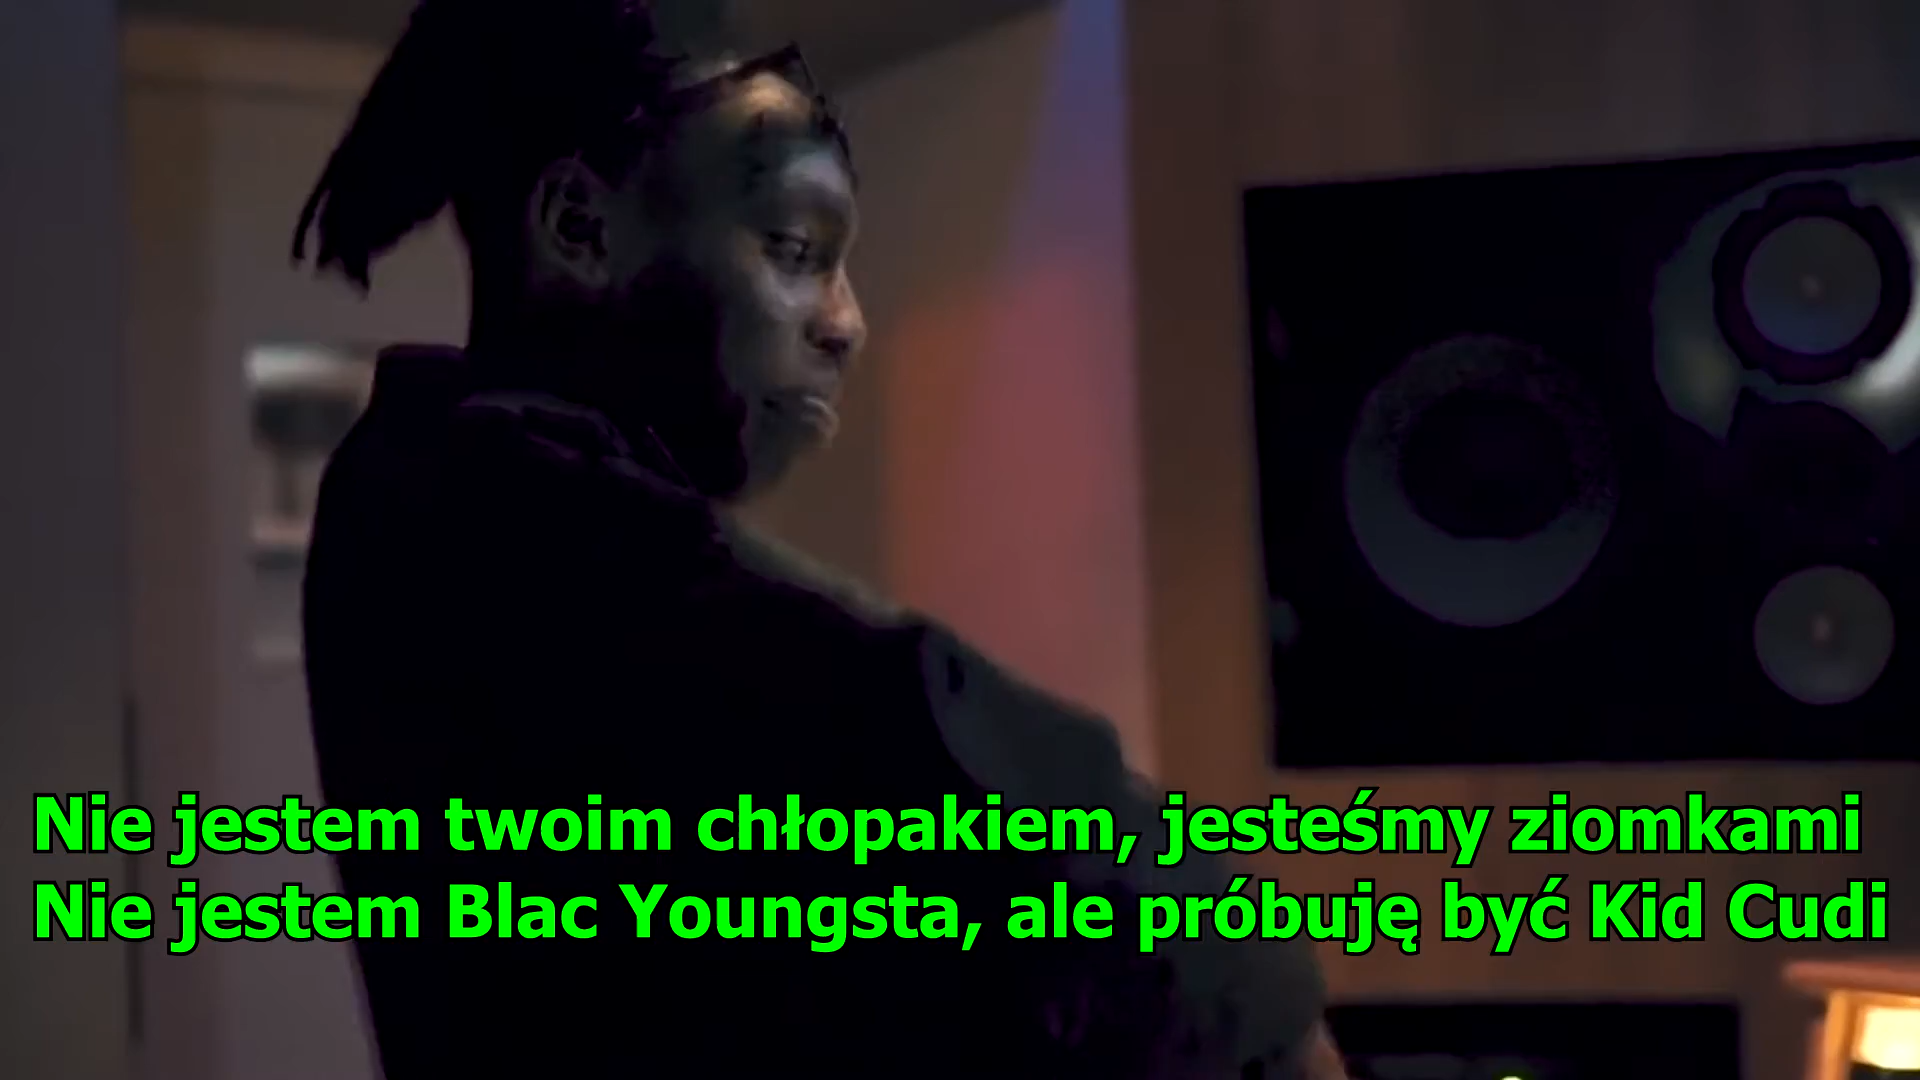 Nie jestem twoim chłopakiem, jesteśmy ziomkami
Nie jestem Blac Youngsta, ale próbuję być Kid Cudi